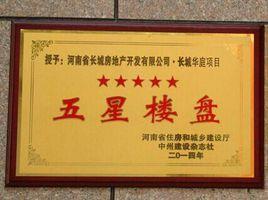 授予：河南省长城房地产开发有限公司·长城华庭项目
★★★★★
五星楼盘
河南省住房和城乡建设厅
中州建设杂志社
二〇一四年